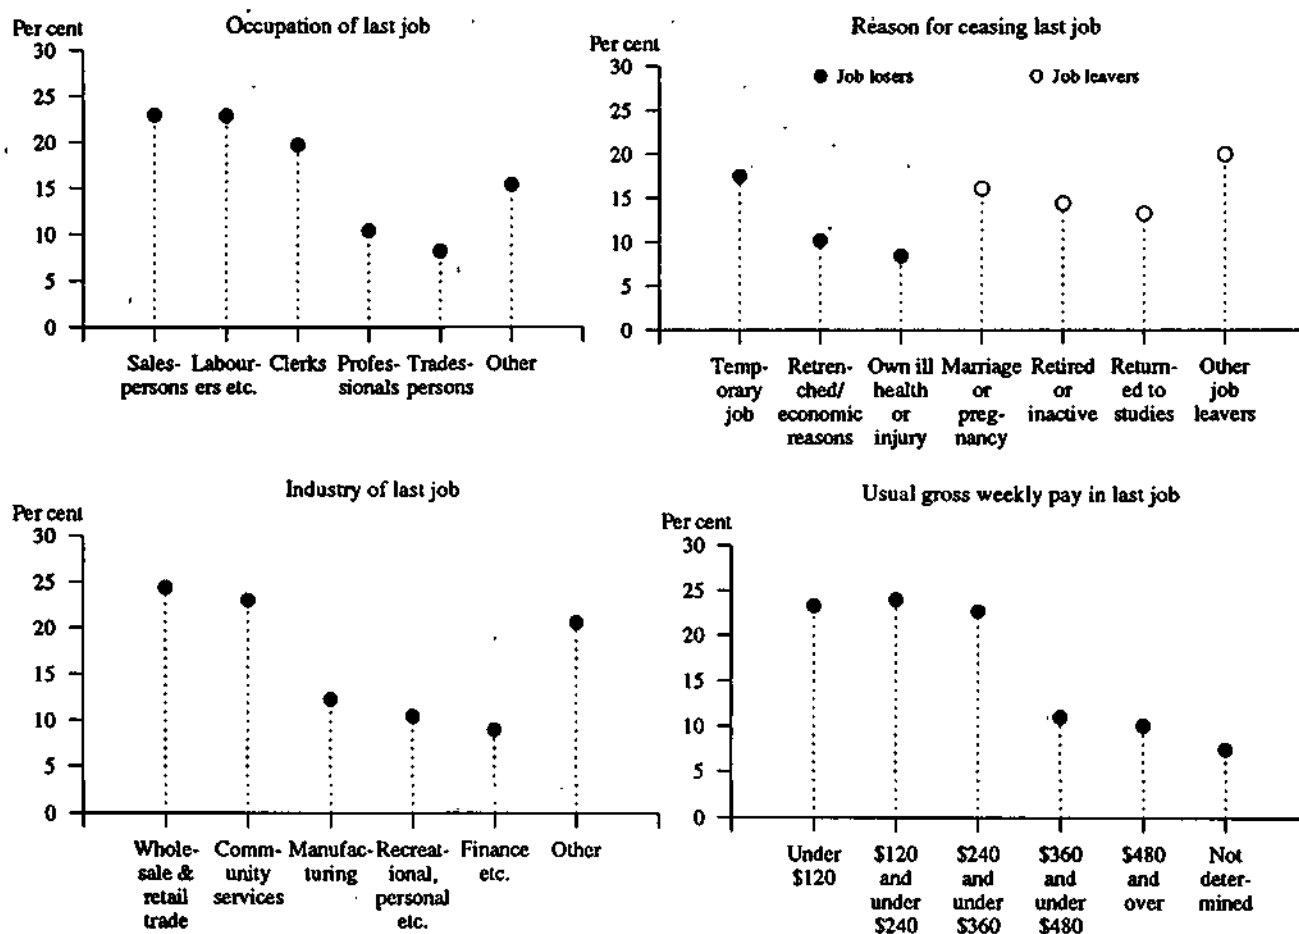 Occupation of last job
Per cent
30
25
20
15
10
5
0
Sales- Labour- Clerks Profes- Trades- Other
persons ers etc. sionals persons
Reason for ceasing last job
Per cent
Job losers Job leavers
30
25
20
15
10
5
0
Temp- Retren- Own ill Marriage Retired Return- Other
orary ched/ health or or ed to job
job economic or preg- inactive studies leavers
reasons injury nancy
Industry of last job
Per cent
30
25
20
15
10
5
0
Whole- Comm- Manufac- Recreat- Finance Other
sale & unity turing ional, etc.
retail services personal
trade etc.
Usual gross weekly pay in last job
Per cent
30
25
20
15
10
5
0
Under $120 $240 $360 $480 Not
$120 and and and and deter-
under under under over mined
$240 $360 $480